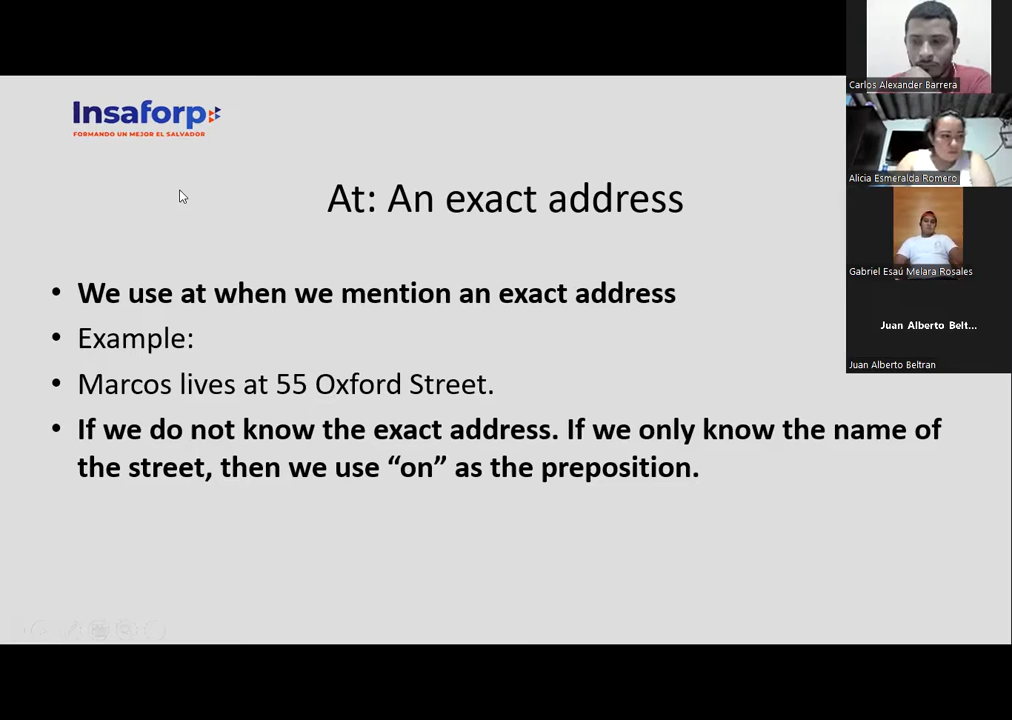 Insaforp
FORMANDO UN MEJOR EL SALVADOR
At: An exact address
• We use at when we mention an exact address
• Example:
• Marcos lives at 55 Oxford Street.
• If we do not know the exact address. If we only know the name of
the street, then we use “on” as the preposition.
Carlos Alexander Barrera
Alicia Esmeralda Romero
Gabriel Esaú Melara Rosales
Juan Alberto Belt...
Juan Alberto Beltran